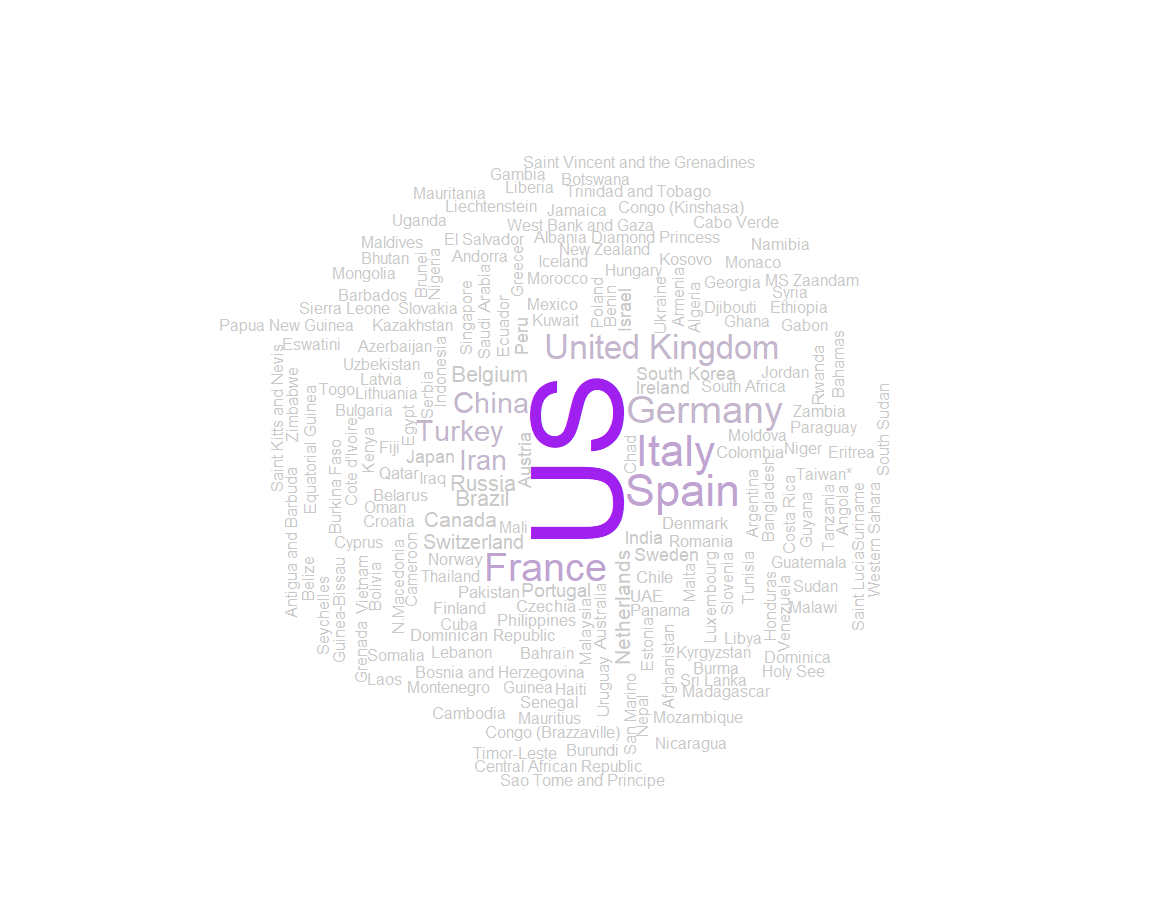 Saint Vincent and the Grenadines
Gambia
Botswana
Mauritania
Liberia
Trinidad and Tobago
Liechtenstein
Jamaica
Congo (Kinshasa)
Uganda
West Bank and Gaza
Cabo Verde
Maldives
El Salvador
Albania
Diamond Princess
Namibia
Bhutan
Andorra
Greece
New Zealand
Kosovo
Monaco
Mongolia
Brunei
Nigeria
Iceland
Hungary
Morocco
Georgia
MS Zaandam
Barbados
Singapore
Saudi Arabia
Ecuador
Mexico
Poland
Benin
Israel
Ukraine
Armenia
Algeria
Syria
Sierra Leone
Slovakia
Djibouti
Ethiopia
Papua New Guinea
Kazakhstan
Peru
Kuwait
Ghana
Gabon
Eswatini
Azerbaijan
Indonesia
United Kingdom
Rwanda
Bahamas
Saint Kitts and Nevis
Zimbabwe
Uzbekistan
Serbia
Belgium
South Korea
Jordan
Latvia
Togo
Lithuania
Ireland
South Africa
South Sudan
Equatorial Guinea
Bulgaria
Egypt
China
US
Germany
Zambia
Paraguay
Burkina Faso
Cote d'Ivoire
Kenya
Fiji
Turkey
Austria
Chad
Italy
Moldova
Colombia
Niger
Eritrea
Japan
Iran
Qatar
Iraq
Russia
Spain
Taiwan*
Antigua and Barbuda
Belarus
Brazil
Argentina
Bangladesh
Costa Rica
Guyana
Tanzania
Angola
Suriname
Western Sahara
Oman
Croatia
Canada
Mali
Denmark
Cyprus
Switzerland
India
Romania
Belize
Seychelles
Guinea-Bissau
Vietnam
Grenada
Bolivia
N.Macedonia
Cameroon
Norway
France
Netherlands
Sweden
Luxembourg
Slovenia
Tunisia
Guatemala
Saint Lucia
Thailand
Chile
Malta
Honduras
Venezuela
Sudan
Pakistan
Portugal
UAE
Malawi
Finland
Czechia
Malaysia
Australia
Panama
Cuba
Philippines
Estonia
Libya
Dominican Republic
Afghanistan
Kyrgyzstan
Somalia
Lebanon
Bahrain
Uruguay
Dominica
Laos
Bosnia and Herzegovina
Burma
Holy See
Montenegro
Guinea
Haiti
San Marino
Nepal
Sri Lanka
Madagascar
Senegal
Cambodia
Mauritius
Mozambique
Congo (Brazzaville)
Nicaragua
Timor-Leste
Burundi
Central African Republic
Sao Tome and Principe